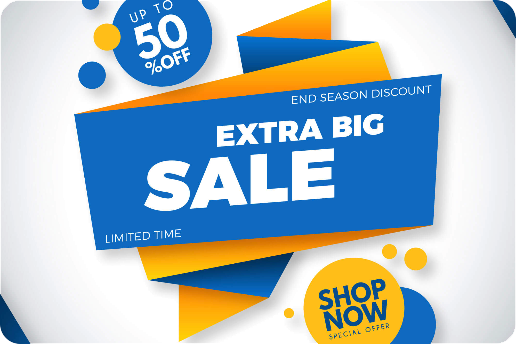 UP TO
50
%OFF
END SEASON DISCOUNT
EXTRA BIG
SALE
LIMITED TIME
SHOP
NOW
SPECIAL OFFER